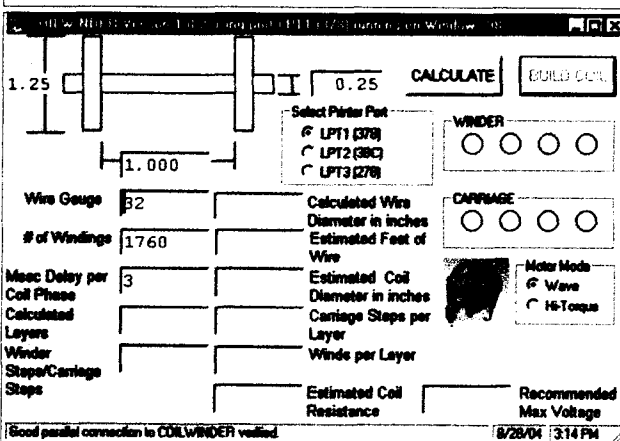 1.25
0.25
CALCULATE
BUILD COIL
Select Printer Port
LPT1 (378)
LPT2 (3BC)
LPT3 (278)
WINDER
1.000
Wire Gauge
32
Calculated Wire
Diameter in inches
CARRIAGE
# of Windings
1760
Estimated Feet of
Wire
Msec Delay per
Coil Phase
3
Estimated Coil
Diameter in inches
Motor Mode
Wave
Hi-Torque
Calculated
Layers
Carriage Steps per
Layer
Winder
Steps/Carriage
Steps
Winds per Layer
Estimated Coil
Resistance
Recommended
Max Voltage
Good parallel connection to COILWINDER verified.
9/28/04
3:14 PM